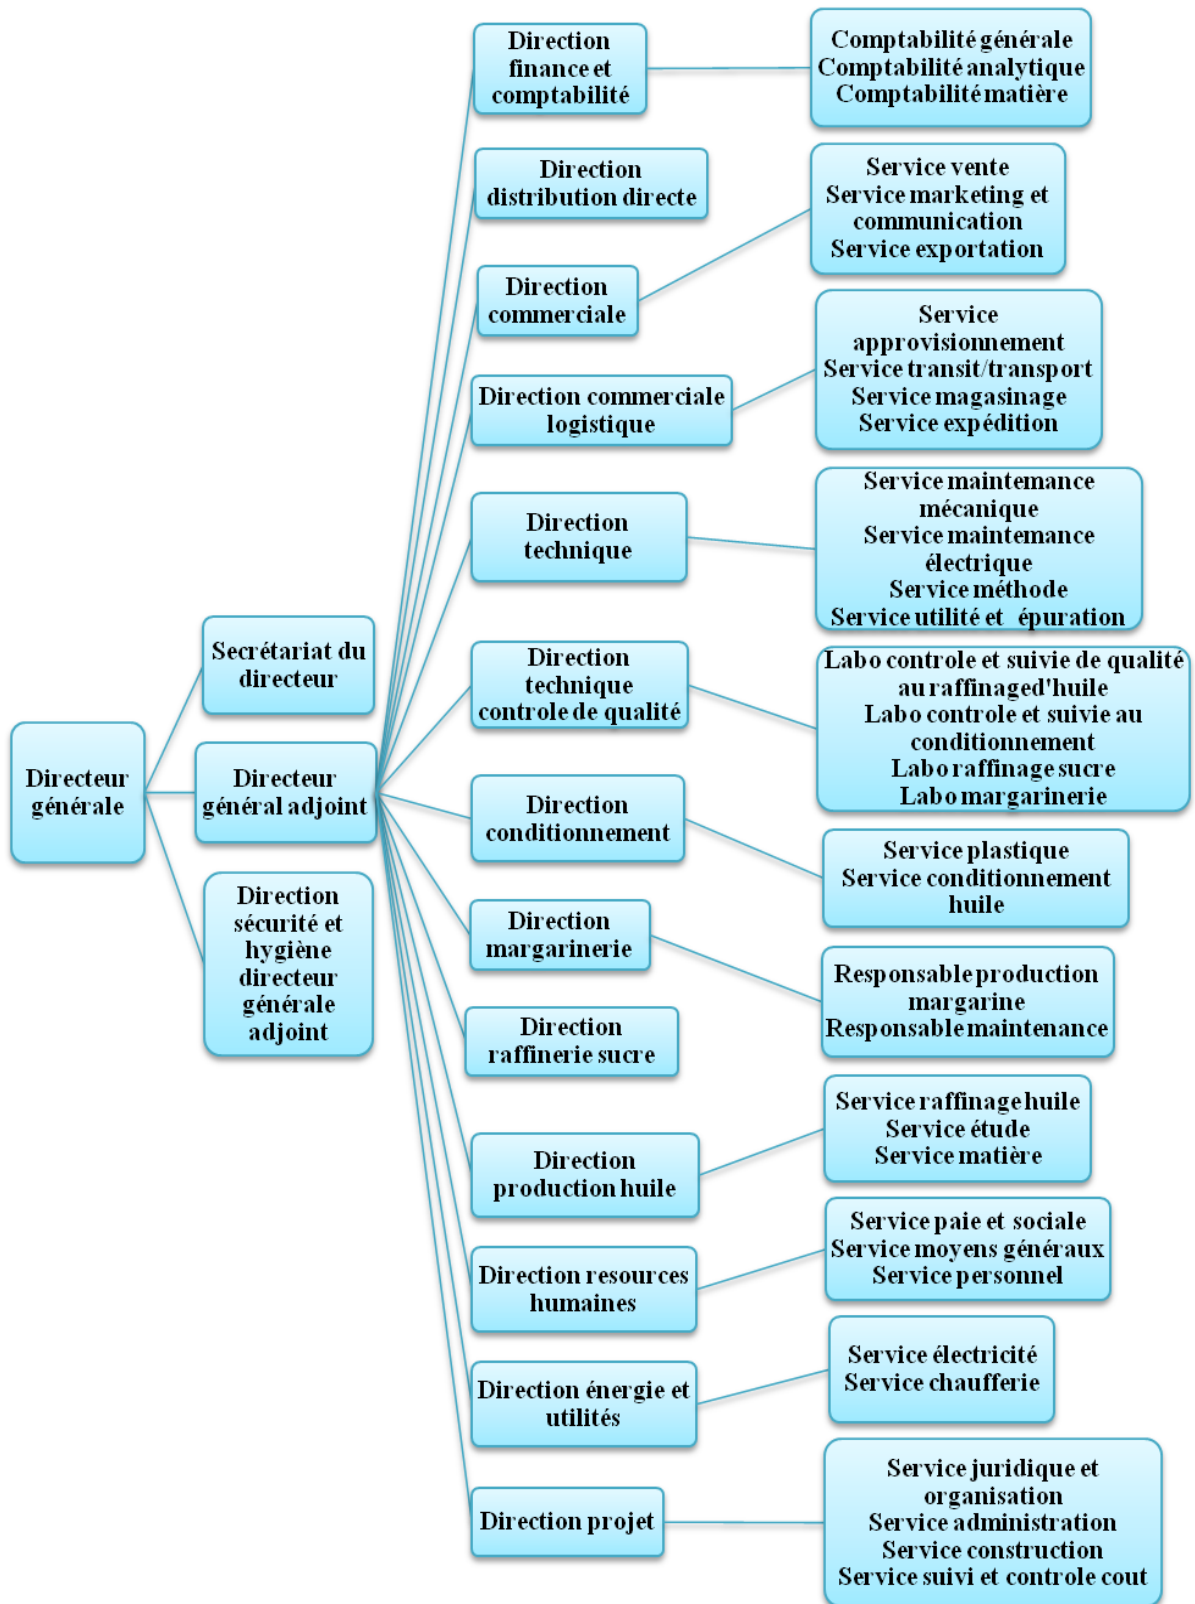 Directeur
générale
Secrétariat du
directeur
Directeur
général adjoint
Direction
sécurité et
hygiène
directeur
générale
adjoint
Direction
finance et
comptabilité
Comptabilité générale
Comptabilité analytique
Comptabilité matière
Direction
distribution directe
Direction
commerciale
Service vente
Service marketing et
communication
Service exportation
Direction commerciale
logistique
Service
approvisionnement
Service transit/transport
Service magasinage
Service expédition
Direction
technique
Service maintemance
mécanique
Service maintemance
électrique
Service méthode
Service utilité et épuration
Direction
technique
controle de qualité
Labo controle et suivie de qualité
au raffinaged'huile
Labo controle et suivie au
conditionnement
Labo raffinage sucre
Labo margarinerie
Direction
conditionnement
Service plastique
Service conditionnement
huile
Direction
margarinerie
Responsable production
margarine
Responsable maintenance
Direction
raffinerie sucre
Direction
production huile
Service raffinage huile
Service étude
Service matière
Direction resources
humaines
Service paie et sociale
Service moyens généraux
Service personnel
Direction énergie et
utilités
Service électricité
Service chaufferie
Direction projet
Service juridique et
organisation
Service administration
Service construction
Service suivi et controle cout